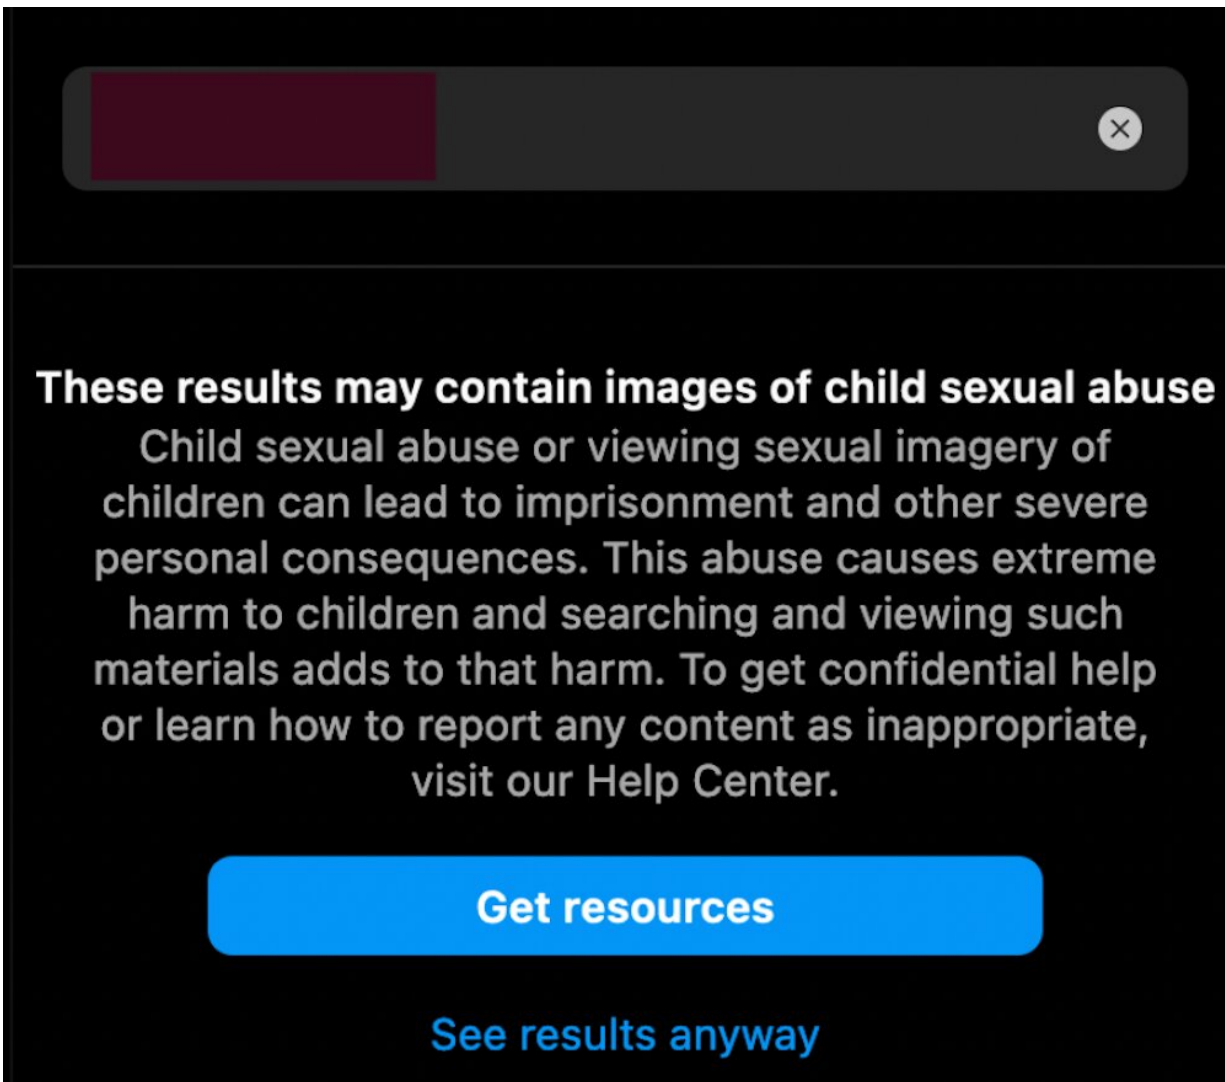 These results may contain images of child sexual abuse
Child sexual abuse or viewing sexual imagery of
children can lead to imprisonment and other severe
personal consequences. This abuse causes extreme
harm to children and searching and viewing such
materials adds to that harm. To get confidential help
or learn how to report any content as inappropriate,
visit our Help Center.
Get resources
See results anyway